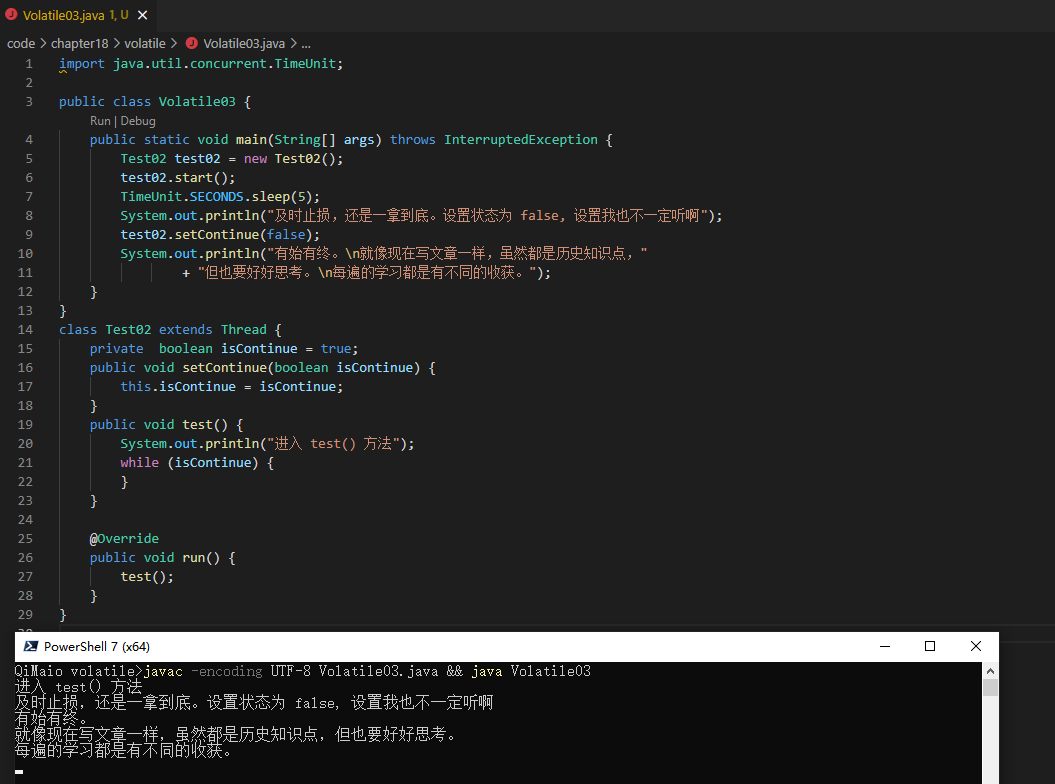 Volatile03.java 1, U
code > chapter18 > volatile > Volatile03.java > ...
1 import java.util.concurrent.TimeUnit;
2
3 public class Volatile03 {
Run | Debug
4 public static void main(String[] args) throws InterruptedException {
5 Test02 test02 = new Test02();
6 test02.start();
7 TimeUnit.SECONDS.sleep(5);
8 System.out.println("及时止损，还是一拿到底。设置状态为 false, 设置我也不一定听啊");
9 test02.setContinue(false);
10 System.out.println("有始有终。\n就像现在写文章一样，虽然都是历史知识点，"
11 + "但也要好好思考。\n每遍的学习都是有不同的收获。");
12 }
13 }
14 class Test02 extends Thread {
15 private  boolean isContinue = true;
16 public void setContinue(boolean isContinue) {
17 this.isContinue = isContinue;
18 }
19 public void test() {
20 System.out.println("进入 test() 方法");
21 while (isContinue) {
22 }
23 }
24
25 @Override
26 public void run() {
27 test();
28 }
29 }
PowerShell 7 (x64)
QiMaio volatile>javac -encoding UTF-8 Volatile03.java && java Volatile03
进入 test() 方法
及时止损，还是一拿到底。设置状态为 false, 设置我也不一定听啊
有始有终。
就像现在写文章一样，虽然都是历史知识点，但也要好好思考。
每遍的学习都是有不同的收获。